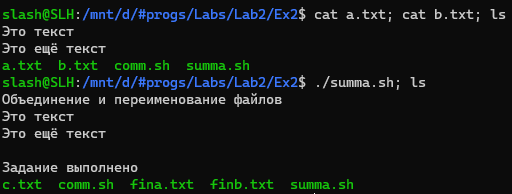 slash@SLH:/mnt/d/#progs/Labs/Lab2/Ex2$ cat a.txt; cat b.txt; ls
Это текст
Это ещё текст
a.txt  b.txt  comm.sh  summa.sh
slash@SLH:/mnt/d/#progs/Labs/Lab2/Ex2$ ./summa.sh; ls
Объединение и переименование файлов
Это текст
Это ещё текст
Задание выполнено
c.txt  comm.sh  fina.txt  finb.txt  summa.sh